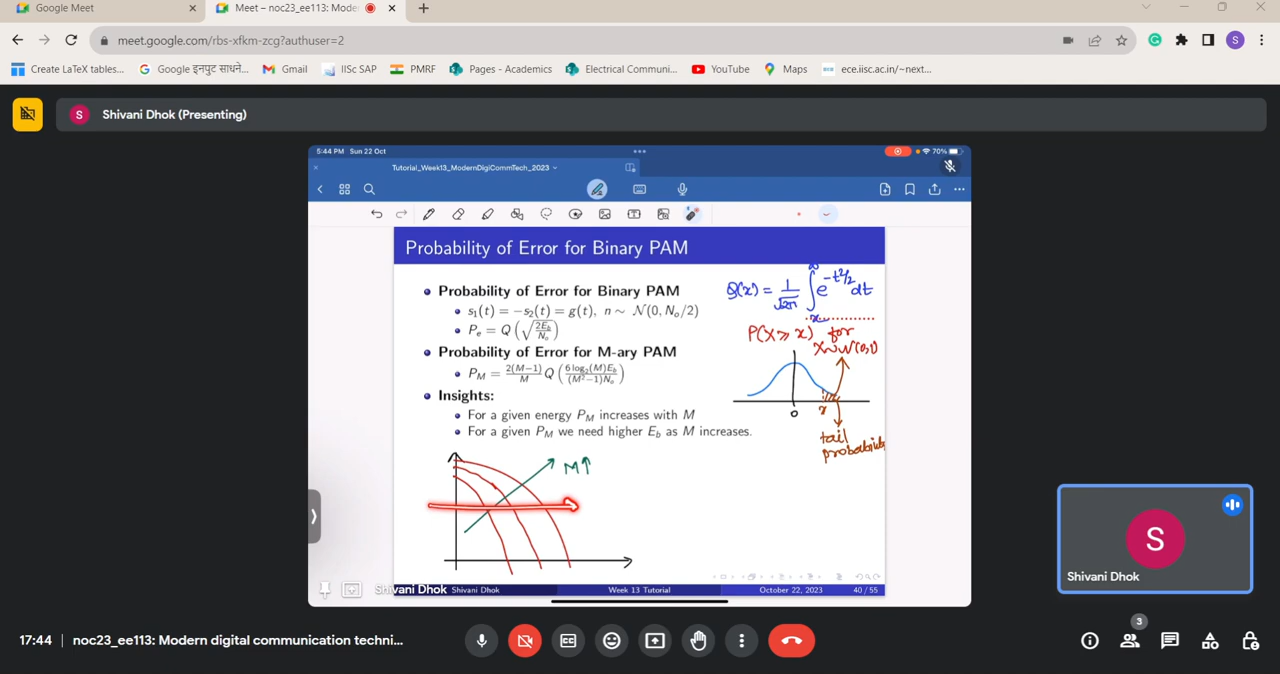 Google Meet
Meet – noc23_ee113: Mode
meet.google.com/rbs-xfkm-zcg?authuser=2
Create LaTeX tables...
Google इनपुट साधने...
Gmail
IISc SAP
PMRF
Pages - Academics
Electrical Communi...
YouTube
Maps
ece.iisc.ac.in/~next...
S
S
Shivani Dhok (Presenting)
5:44 PM Sun 22 Oct
70%
Tutorial_Week13_ModernDigiCommTech_2023
Probability of Error for Binary PAM
Probability of Error for Binary PAM
s₁(t) = −s₂(t) = g(t), n ∼ N(0, Nₒ/2)
Pₑ = Q(√(2E_b/Nₒ))
Probability of Error for M-ary PAM
P_M = 2(M−1)/M Q(6 log₂(M)E_b/(M²−1)Nₒ)
Insights:
For a given energy P_M increases with M
For a given P_M we need higher E_b as M increases.
Q(x) = 1/√2π ∫ₓ^∞ e^(−t²/2) dt
P(X ⩾ x) for
X∼N(0,1)
0
x
tail
probability
M↑
Shivani Dhok
Shivani Dhok
Week 13 Tutorial
October 22, 2023
40 / 55
S
Shivani Dhok
17:44
noc23_ee113: Modern digital communication techni...
3